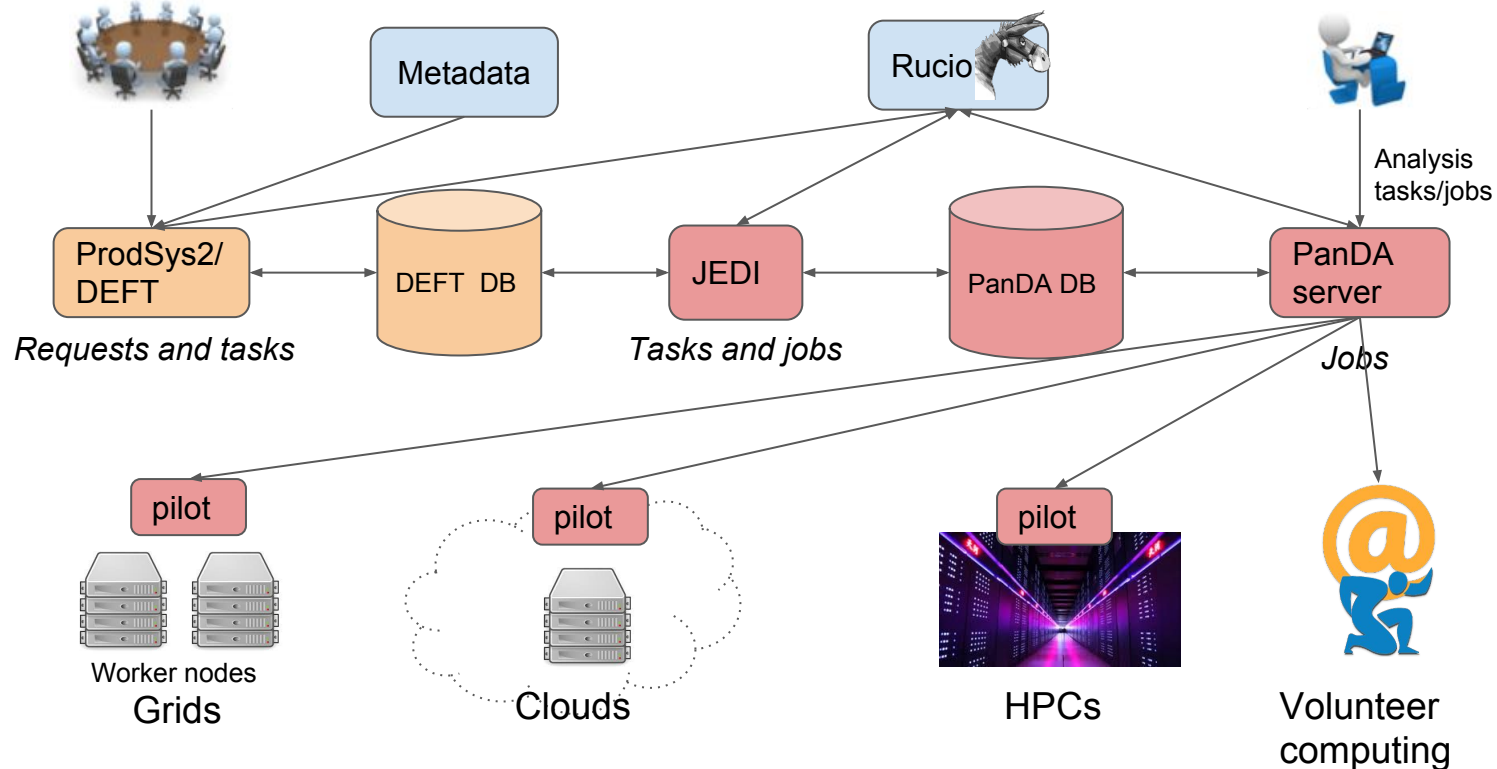 Metadata
Rucio
Analysis
tasks/jobs
ProdSys2/
DEFT
DEFT DB
JEDI
PanDA DB
PanDA
server
Requests and tasks
Tasks and jobs
Jobs
pilot
pilot
pilot
Worker nodes
Grids
Clouds
HPCs
Volunteer
computing